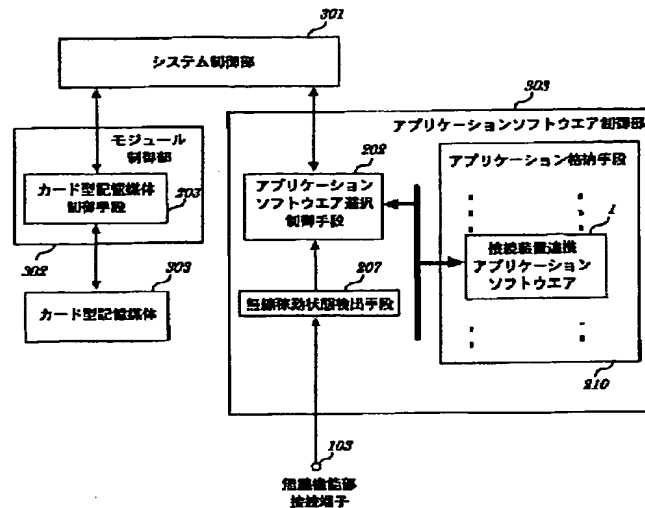 301
システム制御部
303
アプリケーションソフトウエア制御部
モジュール
制御部
カード型記憶媒体
制御手段
203
302
303
カード型記憶媒体
202
アプリケーション
ソフトウエア選択
制御手段
207
無線稼動状態検出手段
アプリケーション格納手段
1
接続装置連携
アプリケーション
ソフトウエア
210
103
無線機能部
接続端子